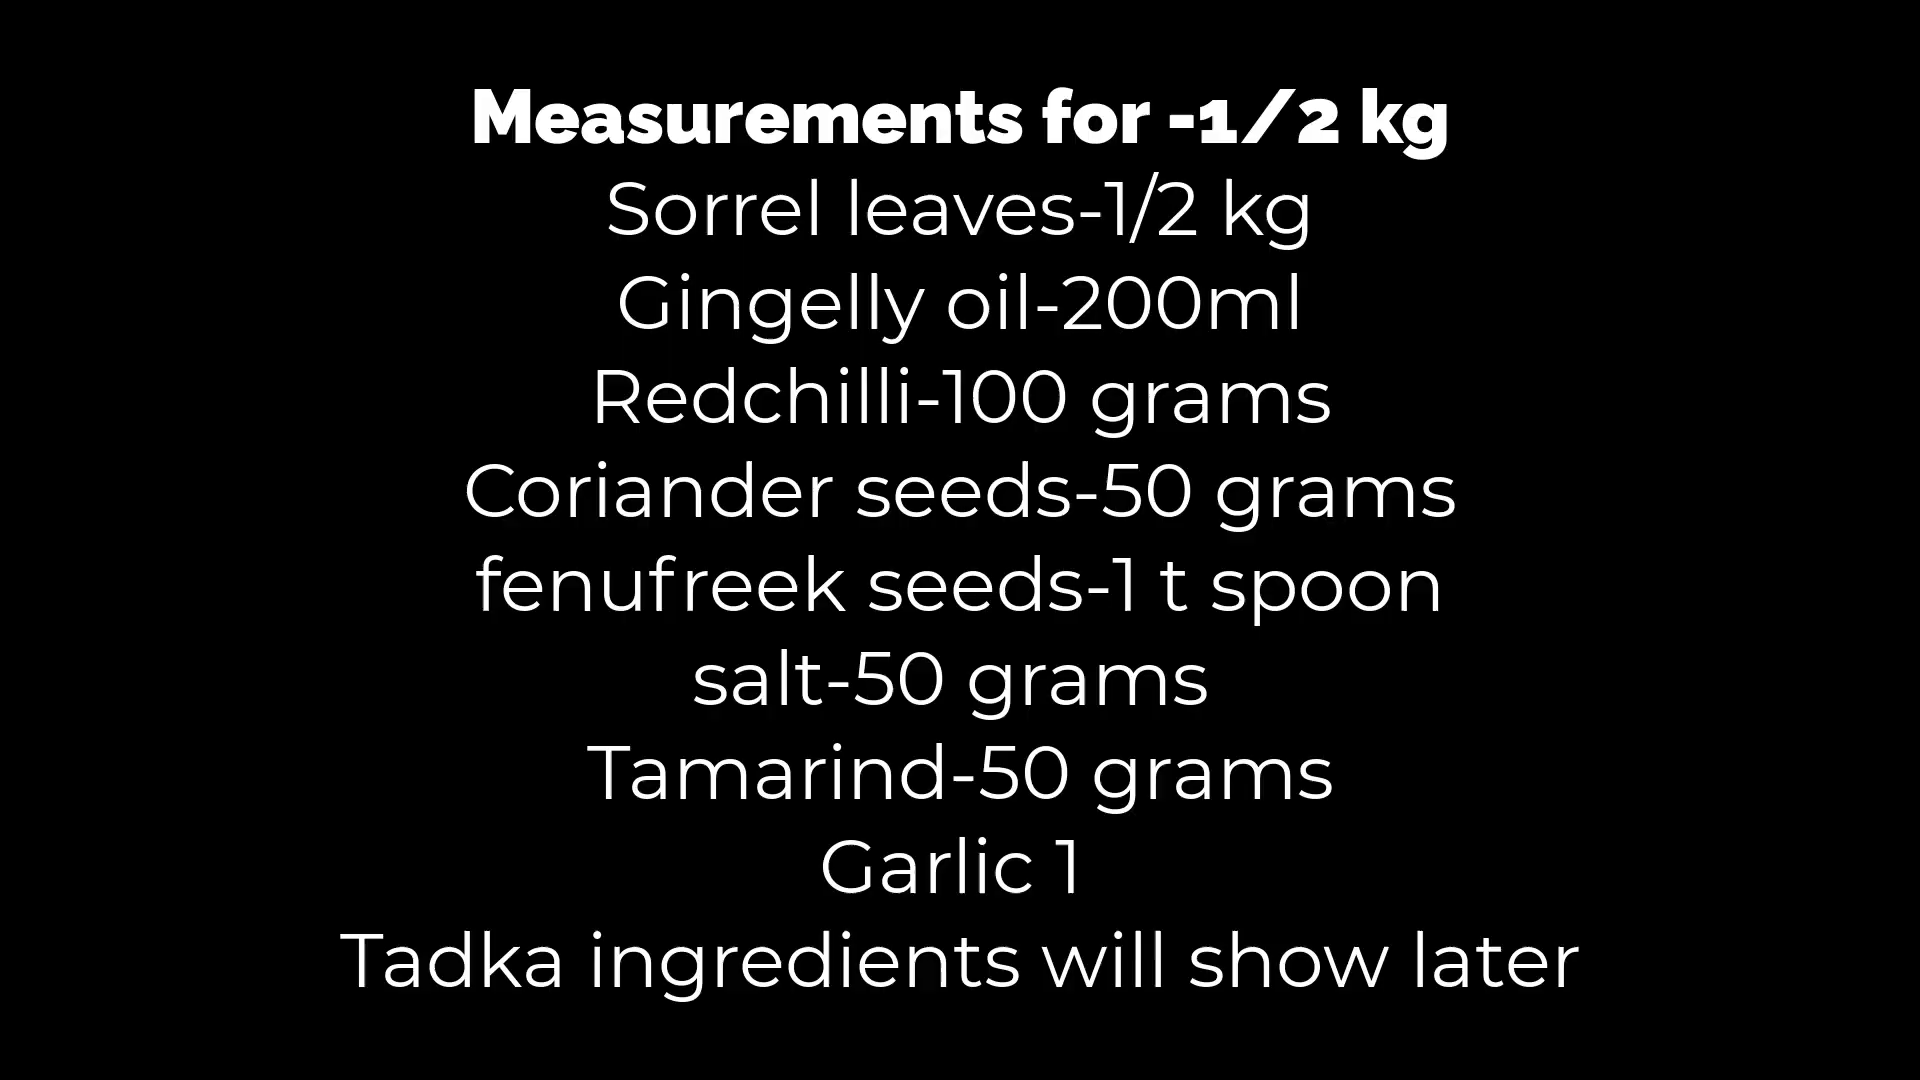 Measurements for -1/2 kg
Sorrel leaves-1/2 kg
Gingelly oil-200ml
Redchilli-100 grams
Coriander seeds-50 grams
fenufreek seeds-1 t spoon
salt-50 grams
Tamarind-50 grams
Garlic 1
Tadka ingredients will show later